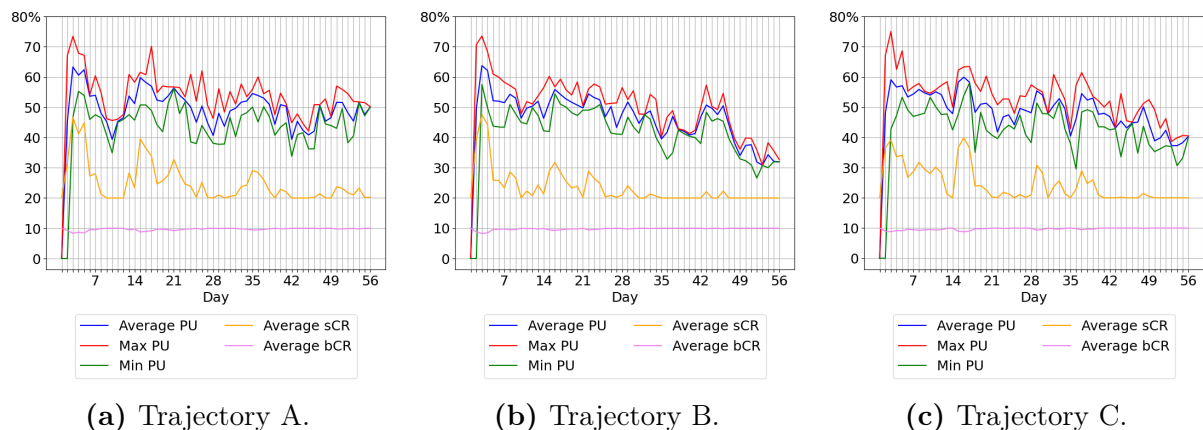 80%
70
60
50
40
30
20
10
0
7 14 21 28 35 42 49 56
Day
Average PU Average sCR
Max PU Average bCR
Min PU
(a) Trajectory A.
80%
70
60
50
40
30
20
10
0
7 14 21 28 35 42 49 56
Day
Average PU Average sCR
Max PU Average bCR
Min PU
(b) Trajectory B.
80%
70
60
50
40
30
20
10
0
7 14 21 28 35 42 49 56
Day
Average PU Average sCR
Max PU Average bCR
Min PU
(c) Trajectory C.